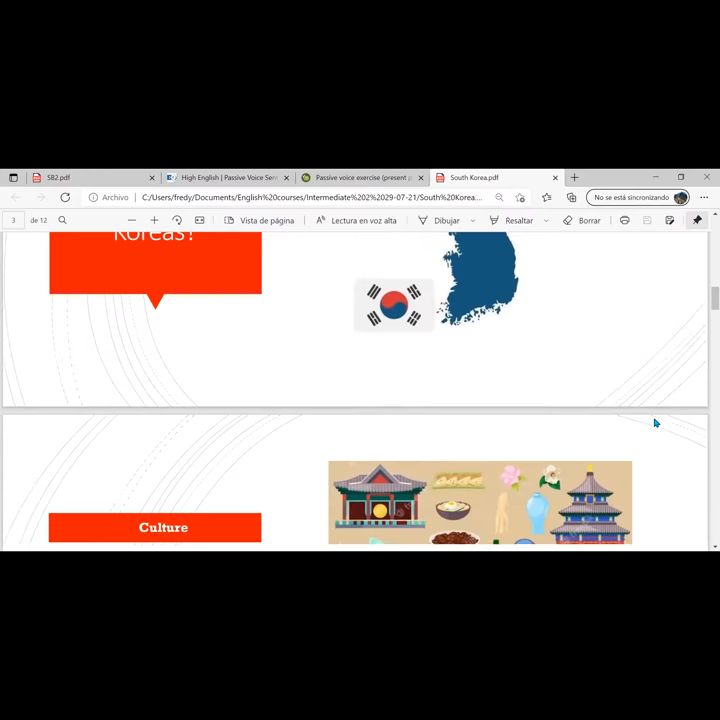 SB2.pdf
High English | Passive Voice Sen
Passive voice exercise (present p
South Korea.pdf
Archivo
C:/Users/fredy/Documents/English%20courses/Intermediate%202%2029-07-21/South%20Korea...
No se está sincronizando
3
de 12
Vista de página
Lectura en voz alta
Dibujar
Resaltar
Borrar
Koreas?
Culture